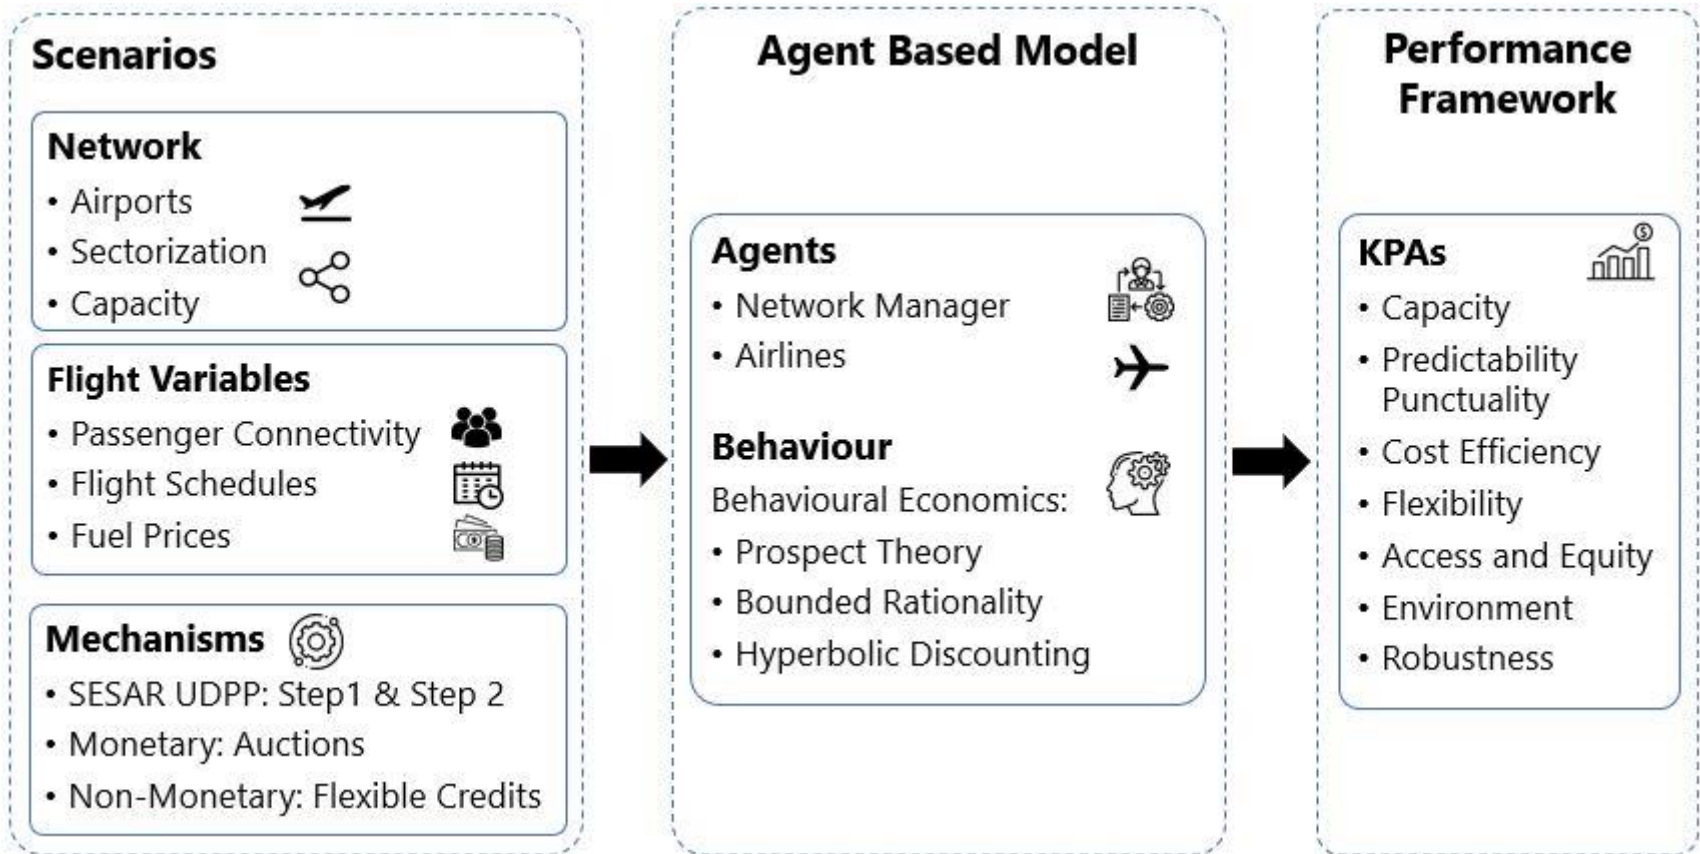 Scenarios
Network
• Airports
• Sectorization
• Capacity
Flight Variables
• Passenger Connectivity
• Flight Schedules
• Fuel Prices
Mechanisms
• SESAR UDPP: Step1 & Step 2
• Monetary: Auctions
• Non-Monetary: Flexible Credits
Agent Based Model
Agents
• Network Manager
• Airlines
Behaviour
Behavioural Economics:
• Prospect Theory
• Bounded Rationality
• Hyperbolic Discounting
Performance
Framework
KPAs
$
• Capacity
• Predictability
Punctuality
• Cost Efficiency
• Flexibility
• Access and Equity
• Environment
• Robustness